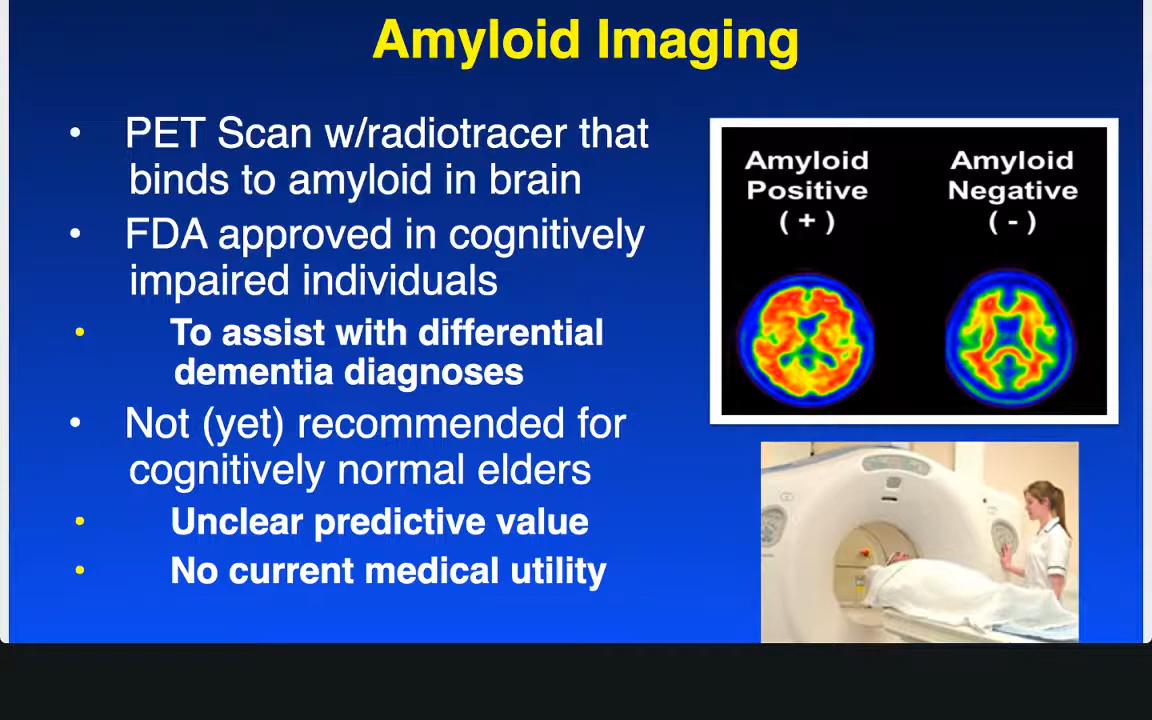 Amyloid Imaging
• PET Scan w/radiotracer that
binds to amyloid in brain
• FDA approved in cognitively
impaired individuals
• To assist with differential
dementia diagnoses
• Not (yet) recommended for
cognitively normal elders
• Unclear predictive value
• No current medical utility
Amyloid
Positive
( + )
Amyloid
Negative
( - )